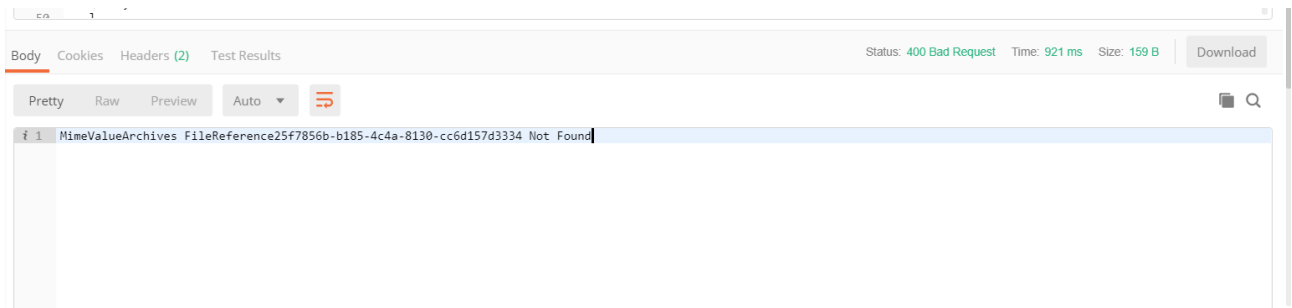 50 ]
Body Cookies Headers (2) Test Results Status: 400 Bad Request Time: 921 ms Size: 159 B Download
Pretty Raw Preview Auto
i 1 MimeValueArchives FileReference25f7856b-b185-4c4a-8130-cc6d157d3334 Not Found